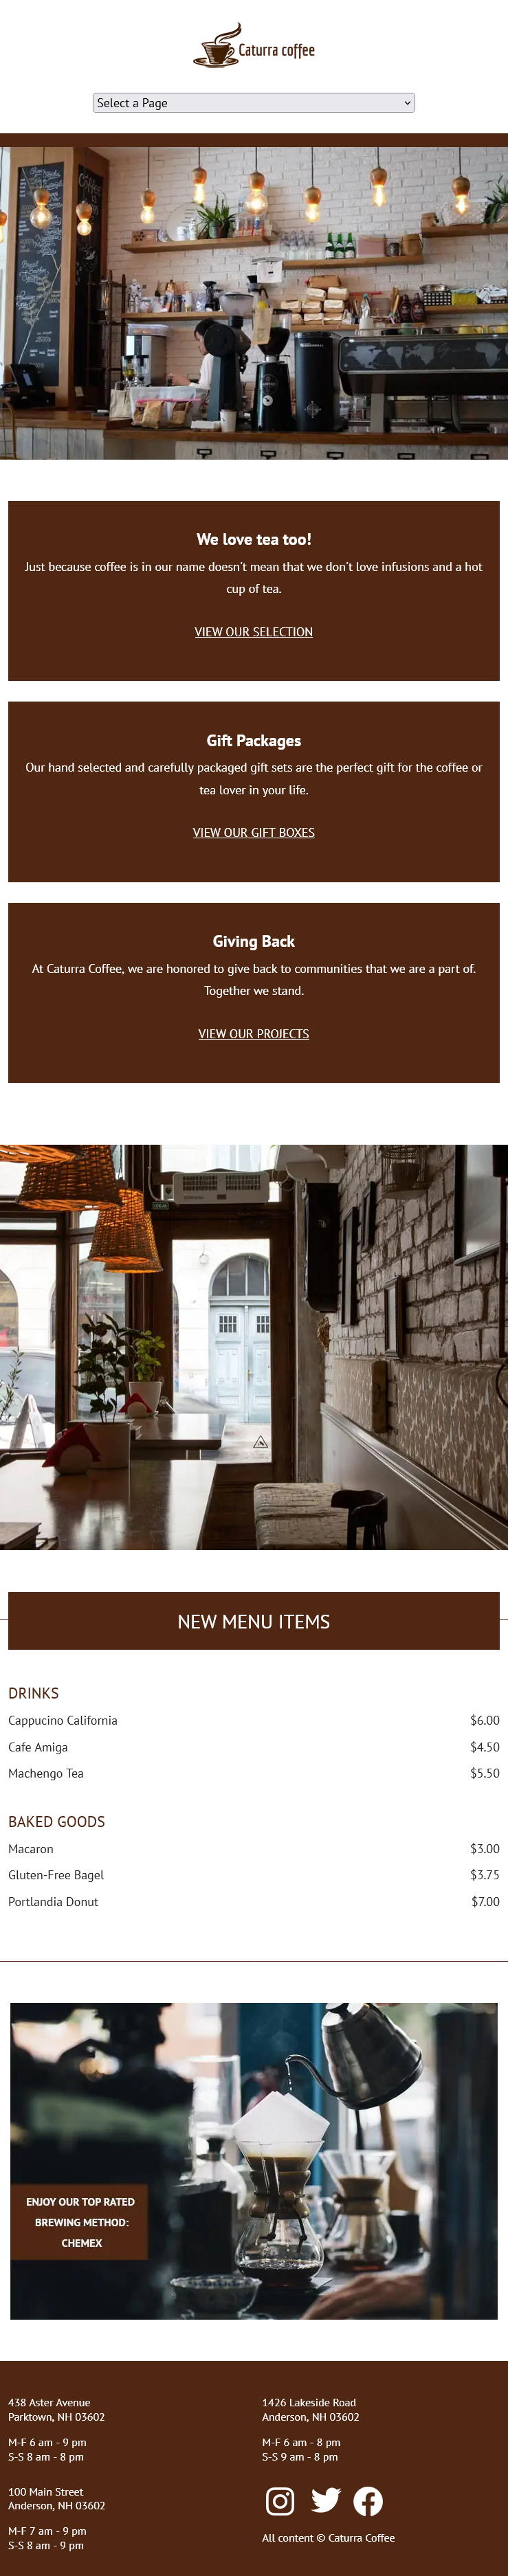 Caturra coffee
Select a Page
We love tea too!
Just because coffee is in our name doesn't mean that we don't love infusions and a hot
cup of tea.
VIEW OUR SELECTION
Gift Packages
Our hand selected and carefully packaged gift sets are the perfect gift for the coffee or
tea lover in your life.
VIEW OUR GIFT BOXES
Giving Back
At Caturra Coffee, we are honored to give back to communities that we are a part of.
Together we stand.
VIEW OUR PROJECTS
NEW MENU ITEMS
DRINKS
Cappucino California $6.00
Cafe Amiga $4.50
Machengo Tea $5.50
BAKED GOODS
Macaron $3.00
Gluten-Free Bagel $3.75
Portlandia Donut $7.00
ENJOY OUR TOP RATED
BREWING METHOD:
CHEMEX
438 Aster Avenue
Parktown, NH 03602
M-F 6 am - 9 pm
S-S 8 am - 8 pm
1426 Lakeside Road
Anderson, NH 03602
M-F 6 am - 8 pm
S-S 9 am - 8 pm
100 Main Street
Anderson, NH 03602
M-F 7 am - 9 pm
S-S 8 am - 9 pm
All content © Caturra Coffee